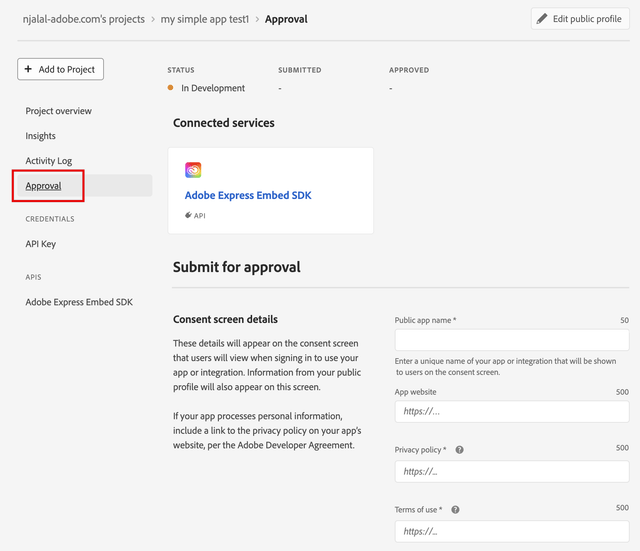 njalal-adobe.com's projects > my simple app test1 > Approval
Edit public profile
+ Add to Project
Project overview
Insights
Activity Log
Approval
CREDENTIALS
API Key
APIS
Adobe Express Embed SDK
STATUS SUBMITTED APPROVED
In Development - -
Connected services
Adobe Express Embed SDK
API
Submit for approval
Consent screen details
These details will appear on the consent screen
that users will view when signing in to use your
app or integration. Information from your public
profile will also appear on this screen.
If your app processes personal information,
include a link to the privacy policy on your app's
website, per the Adobe Developer Agreement.
Public app name * 50
Enter a unique name of your app or integration that will be shown
to users on the consent screen.
App website 500
https://...
Privacy policy * ? 500
https://...
Terms of use * ? 500
https://...